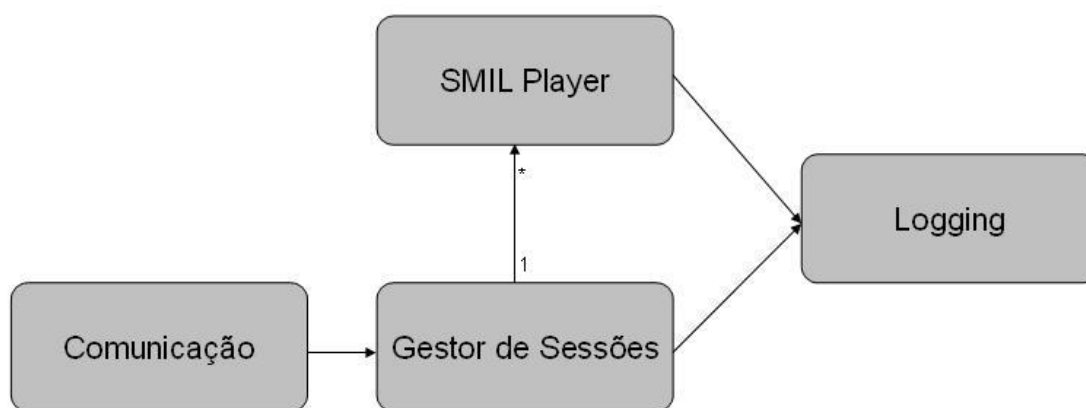 SMIL Player
Logging
*
1
Comunicação
Gestor de Sessões